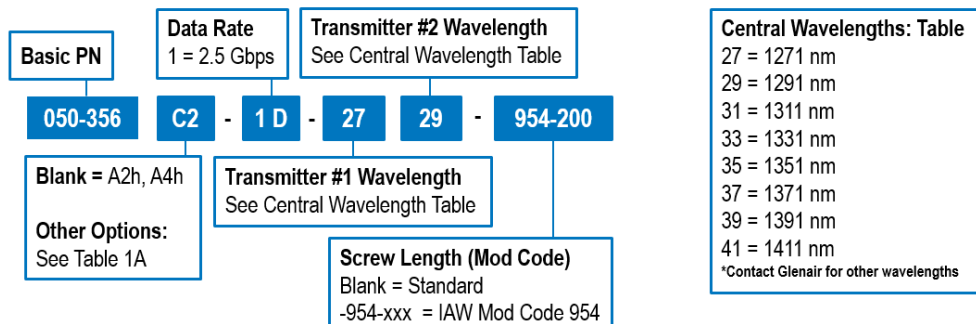 Basic PN
Data Rate
1 = 2.5 Gbps
Transmitter #2 Wavelength
See Central Wavelength Table
050-356 C2 - 1 D - 27 29 - 954-200
Blank = A2h, A4h
Other Options:
See Table 1A
Transmitter #1 Wavelength
See Central Wavelength Table
Screw Length (Mod Code)
Blank = Standard
-954-xxx = IAW Mod Code 954
Central Wavelengths: Table
27 = 1271 nm
29 = 1291 nm
31 = 1311 nm
33 = 1331 nm
35 = 1351 nm
37 = 1371 nm
39 = 1391 nm
41 = 1411 nm
*Contact Glenair for other wavelengths